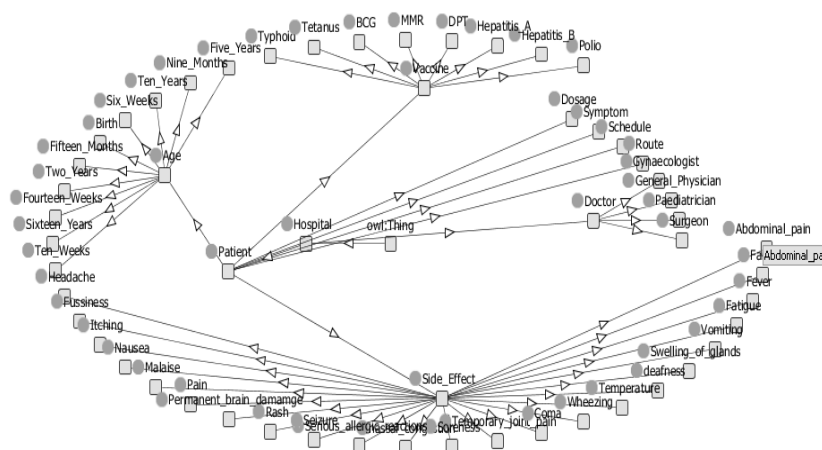 Five_Years
Nine_Months
Ten_Years
Six_Weeks
Birth
Fifteen_Months
Age
Two_Years
Fourteen_Weeks
Sixteen_Years
Ten_Weeks
Typhoid
Tetanus
BCG
MMR
DPT
Hepatitis_A
Hepatitis_B
Polio
Vaccine
Dosage
Symptom
Schedule
Route
Gynaecologist
General_Physician
Paediatrician
Surgeon
Doctor
Hospital
owl:Thing
Patient
Abdominal_pain
Abdominal_pa
Fever
Fatigue
Vomiting
Swelling_of_glands
deafness
Temperature
Wheezing
Coma
Headache
Fussiness
Itching
Nausea
Malaise
Pain
Permanent_brain_damamge
Rash
Seizure
Serious_allergic_reactions
Soreness
Temporary_joint_pain
Side_Effect